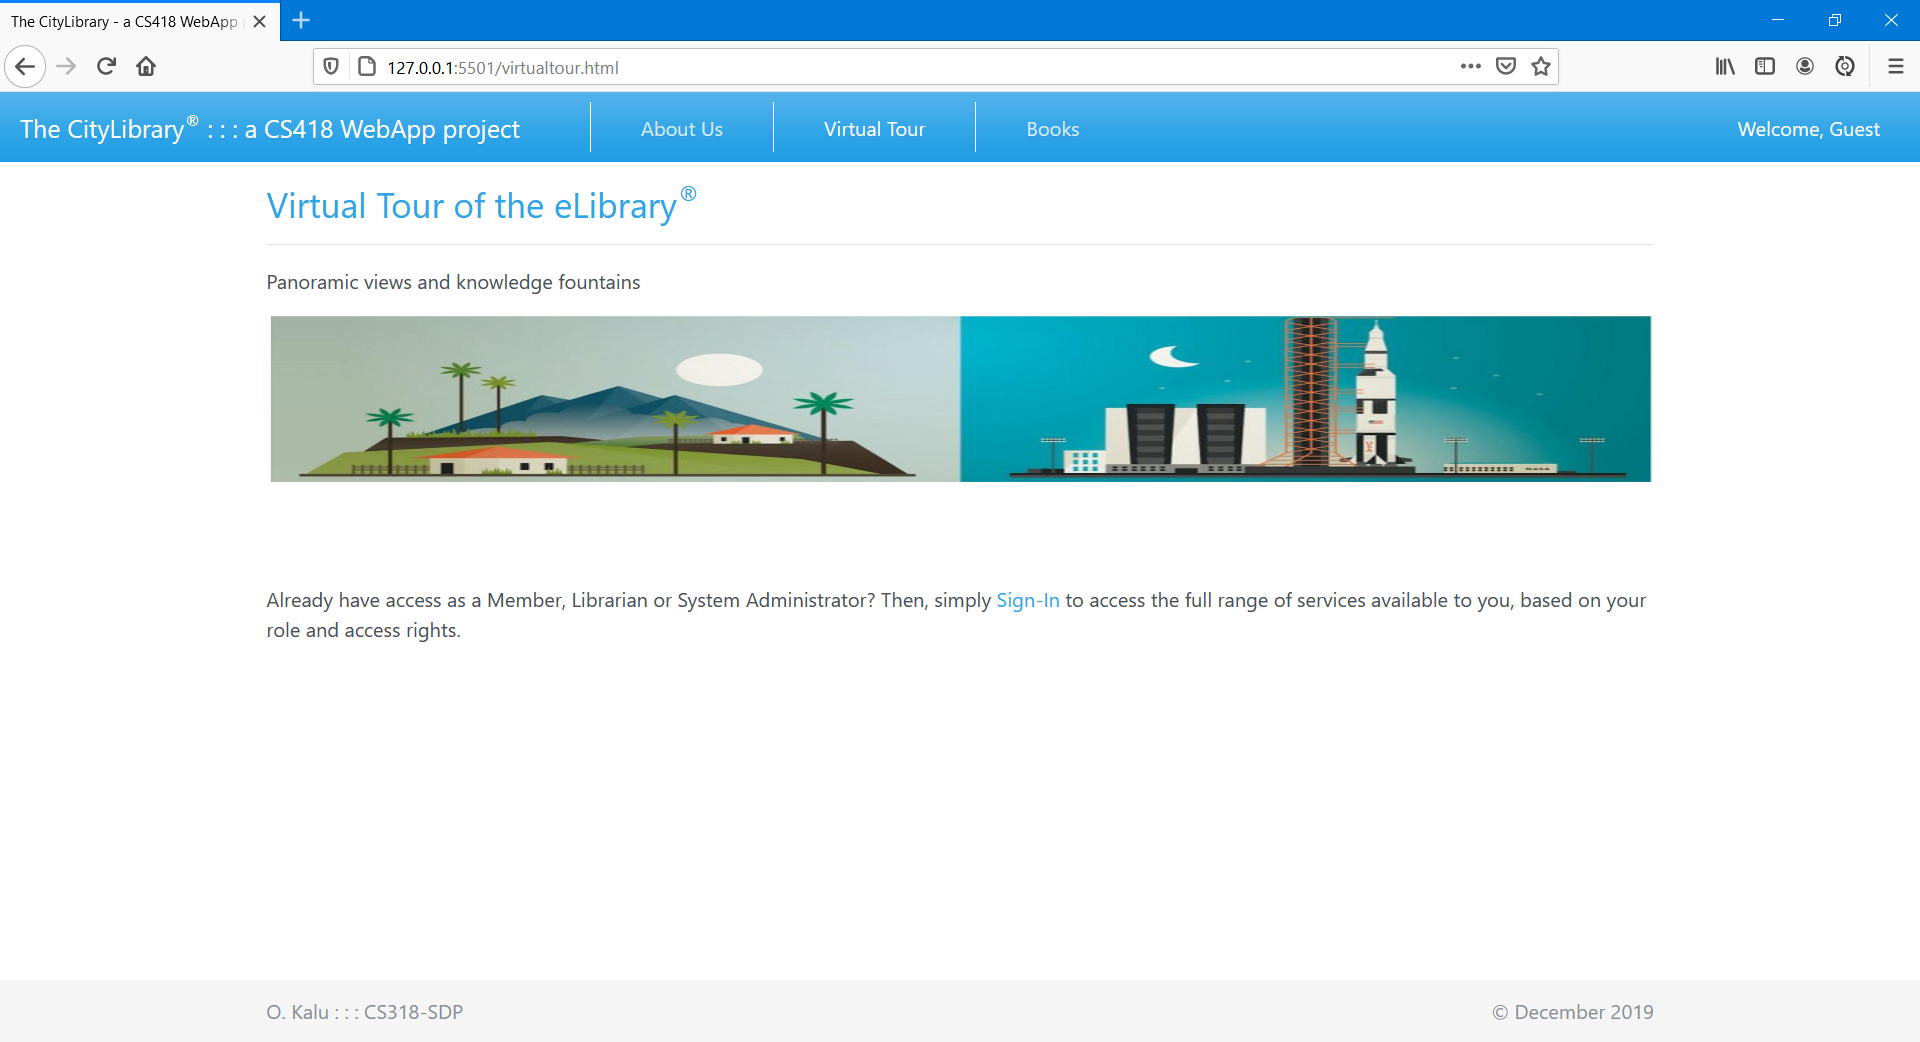 The CityLibrary - a CS418 WebApp
127.0.0.1:5501/virtualtour.html
The CityLibrary® : : : a CS418 WebApp project
About Us
Virtual Tour
Books
Welcome, Guest
Virtual Tour of the eLibrary®
Panoramic views and knowledge fountains
NASA
Already have access as a Member, Librarian or System Administrator? Then, simply Sign-In to access the full range of services available to you, based on your
role and access rights.
O. Kalu : : : CS318-SDP
© December 2019